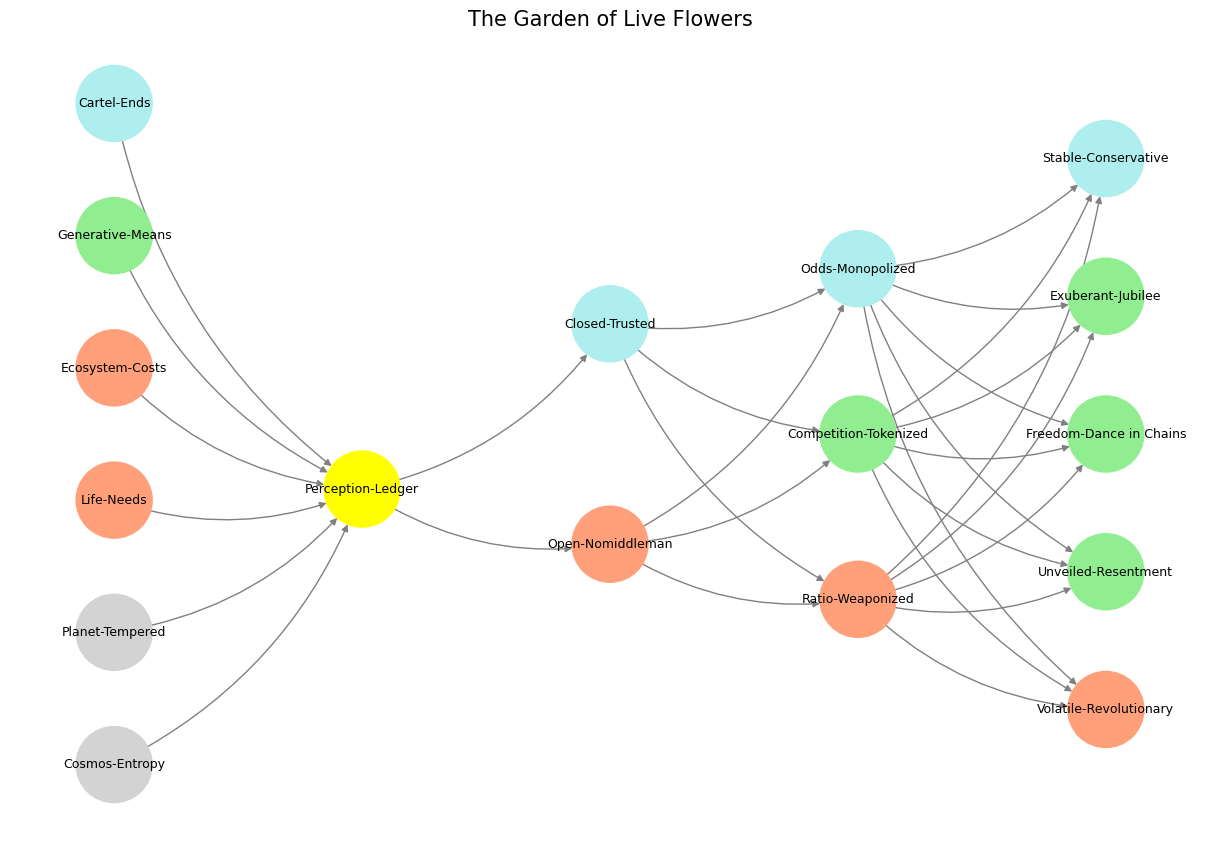 The Garden of Live Flowers
Cartel-Ends
Generative-Means
Ecosystem-Costs
Life-Needs
Planet-Tempered
Cosmos-Entropy
Perception-Ledger
Closed-Trusted
Open-Nomiddleman
Odds-Monopolized
Competition-Tokenized
Ratio-Weaponized
Stable-Conservative
Exuberant-Jubilee
Freedom-Dance in Chains
Unveiled-Resentment
Volatile-Revolutionary